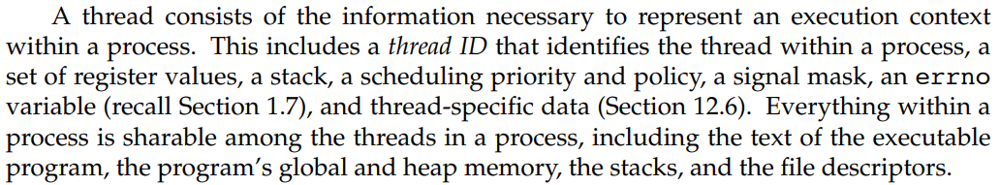 A thread consists of the information necessary to represent an execution context
within a process. This includes a thread ID that identifies the thread within a process, a
set of register values, a stack, a scheduling priority and policy, a signal mask, an errno
variable (recall Section 1.7), and thread-specific data (Section 12.6). Everything within a
process is sharable among the threads in a process, including the text of the executable
program, the program’s global and heap memory, the stacks, and the file descriptors.